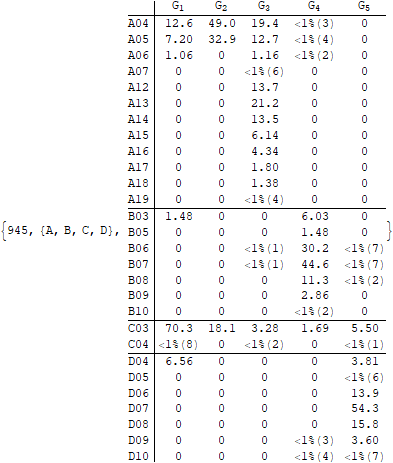 G1 G2 G3 G4 G5
A04 12.6 49.0 19.4 <1%(3) 0
A05 7.20 32.9 12.7 <1%(4) 0
A06 1.06 0 1.16 <1%(2) 0
A07 0 0 <1%(6) 0 0
A12 0 0 13.7 0 0
A13 0 0 21.2 0 0
A14 0 0 13.5 0 0
A15 0 0 6.14 0 0
A16 0 0 4.34 0 0
A17 0 0 1.80 0 0
A18 0 0 1.38 0 0
A19 0 0 <1%(4) 0 0
B03 1.48 0 0 6.03 0
{945, {A, B, C, D}, B05 0 0 0 1.48 0 }
B06 0 0 <1%(1) 30.2 <1%(7)
B07 0 0 <1%(1) 44.6 <1%(7)
B08 0 0 0 11.3 <1%(2)
B09 0 0 0 2.86 0
B10 0 0 0 <1%(2) 0
C03 70.3 18.1 3.28 1.69 5.50
C04 <1%(8) 0 <1%(2) 0 <1%(1)
D04 6.56 0 0 0 3.81
D05 0 0 0 0 <1%(6)
D06 0 0 0 0 13.9
D07 0 0 0 0 54.3
D08 0 0 0 0 15.8
D09 0 0 0 <1%(3) 3.60
D10 0 0 0 <1%(4) <1%(7)